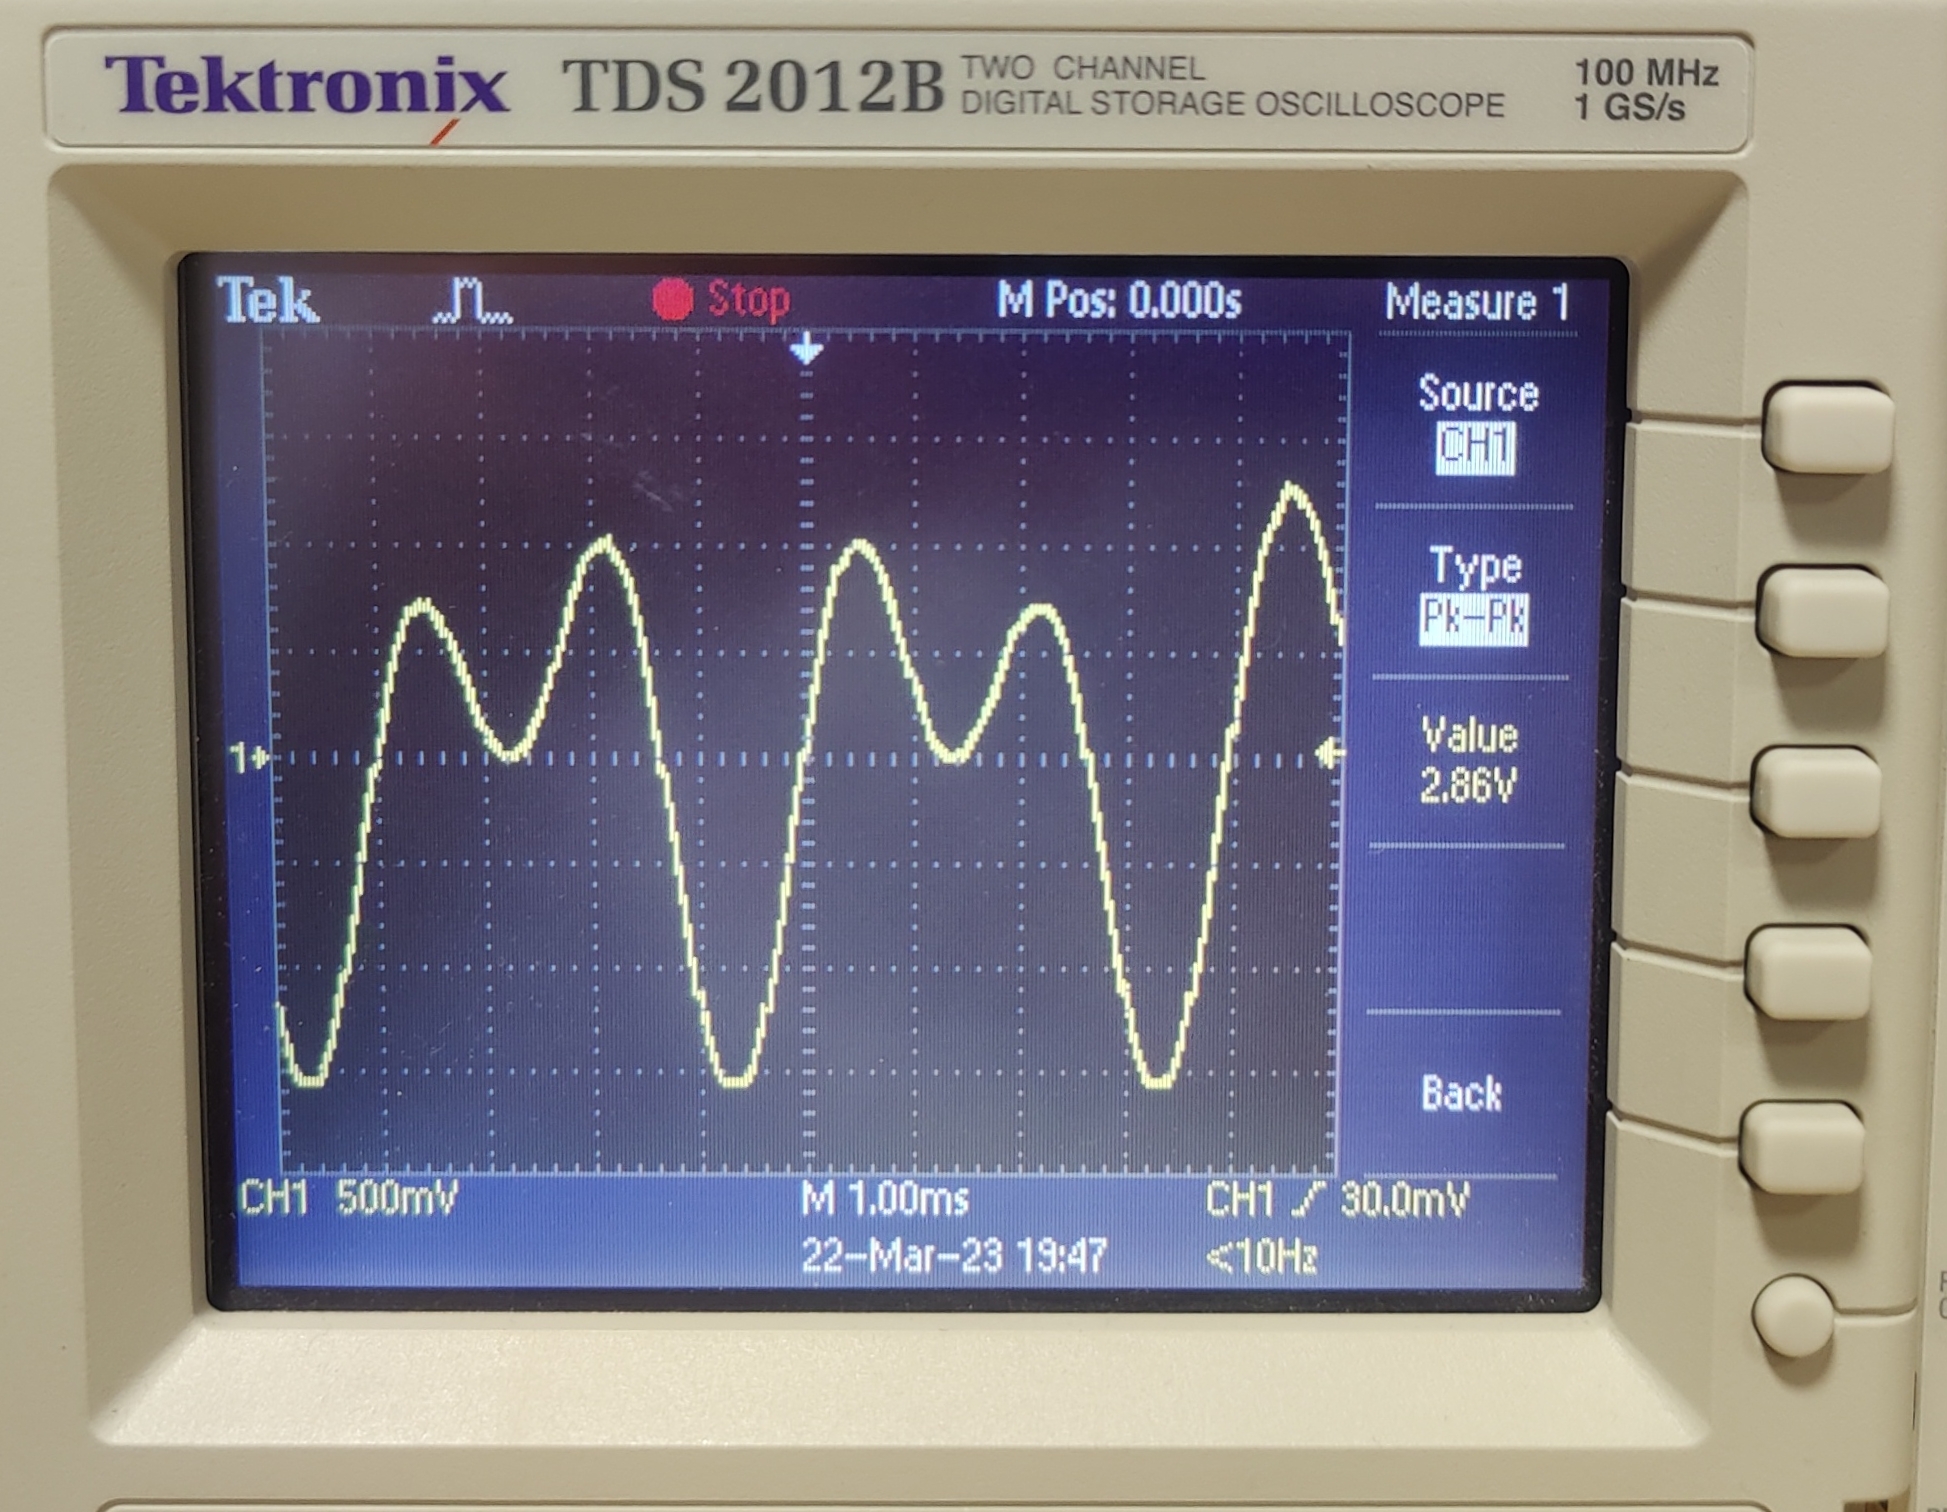 Tektronix TDS 2012B TWO CHANNEL
DIGITAL STORAGE OSCILLOSCOPE
100 MHz
1 GS/s
Tek Stop M Pos: 0.000s Measure 1
Source
CH1
Type
Pk-Pk
1
Value
2.86V
Back
CH1 500mV M 1.00ms CH1 30.0mV
22-Mar-23 19:47 <10Hz